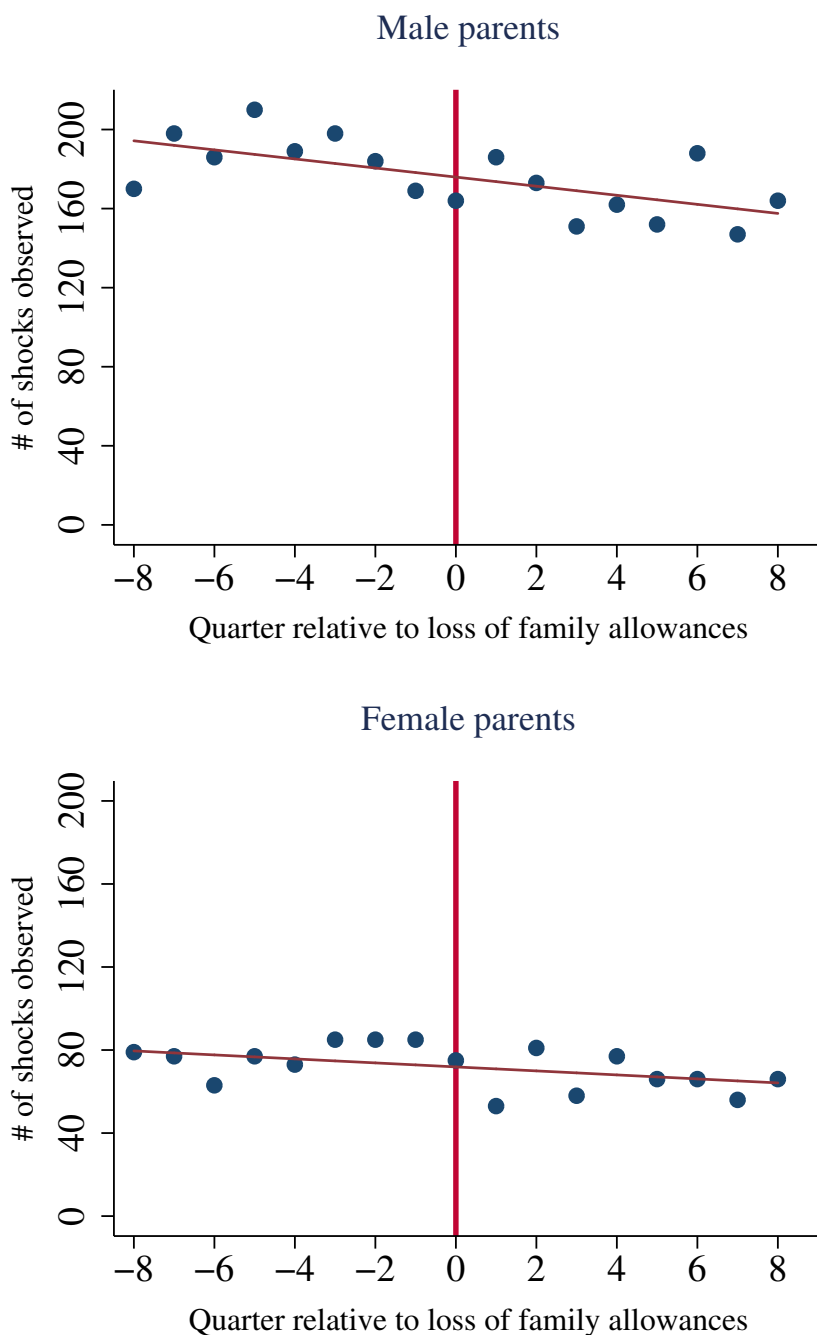 Male parents
# of shocks observed
200
160
120
80
40
0
−8 −6 −4 −2 0 2 4 6 8
Quarter relative to loss of family allowances
Female parents
# of shocks observed
200
160
120
80
40
0
−8 −6 −4 −2 0 2 4 6 8
Quarter relative to loss of family allowances